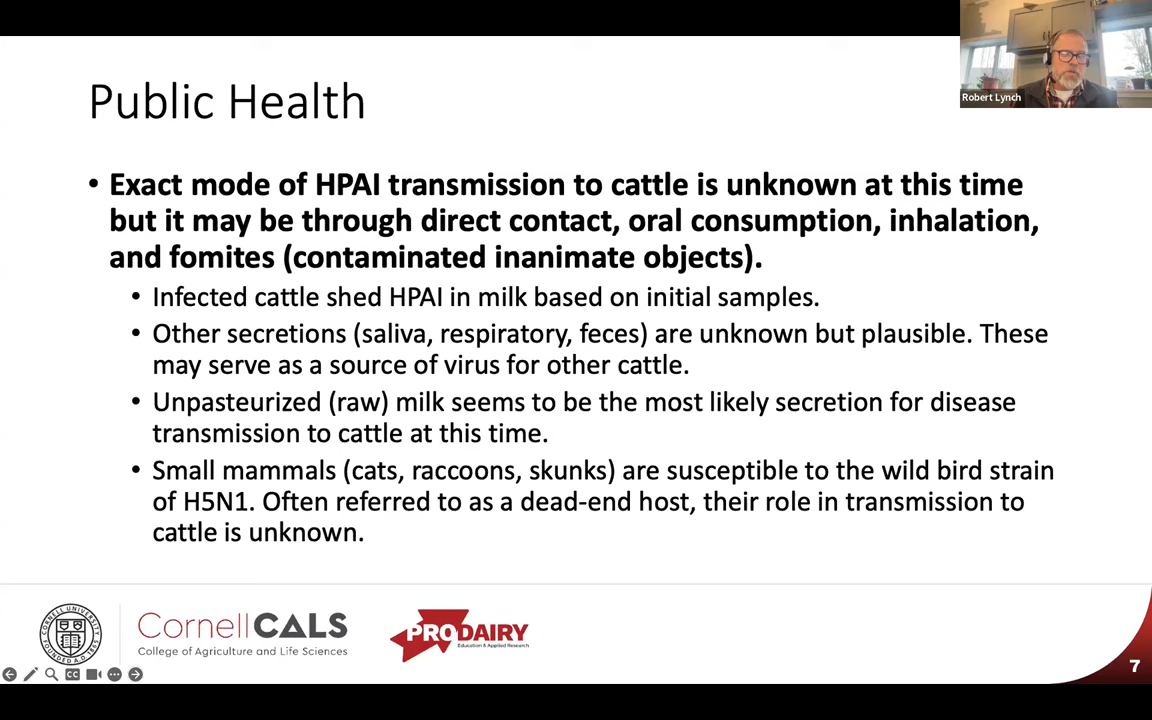 Robert Lynch
Public Health
• Exact mode of HPAI transmission to cattle is unknown at this time
but it may be through direct contact, oral consumption, inhalation,
and fomites (contaminated inanimate objects).
• Infected cattle shed HPAI in milk based on initial samples.
• Other secretions (saliva, respiratory, feces) are unknown but plausible. These
may serve as a source of virus for other cattle.
• Unpasteurized (raw) milk seems to be the most likely secretion for disease
transmission to cattle at this time.
• Small mammals (cats, raccoons, skunks) are susceptible to the wild bird strain
of H5N1. Often referred to as a dead-end host, their role in transmission to
cattle is unknown.
CornellCALS
College of Agriculture and Life Sciences
PRODAIRY
Education & Applied Research
CC
7